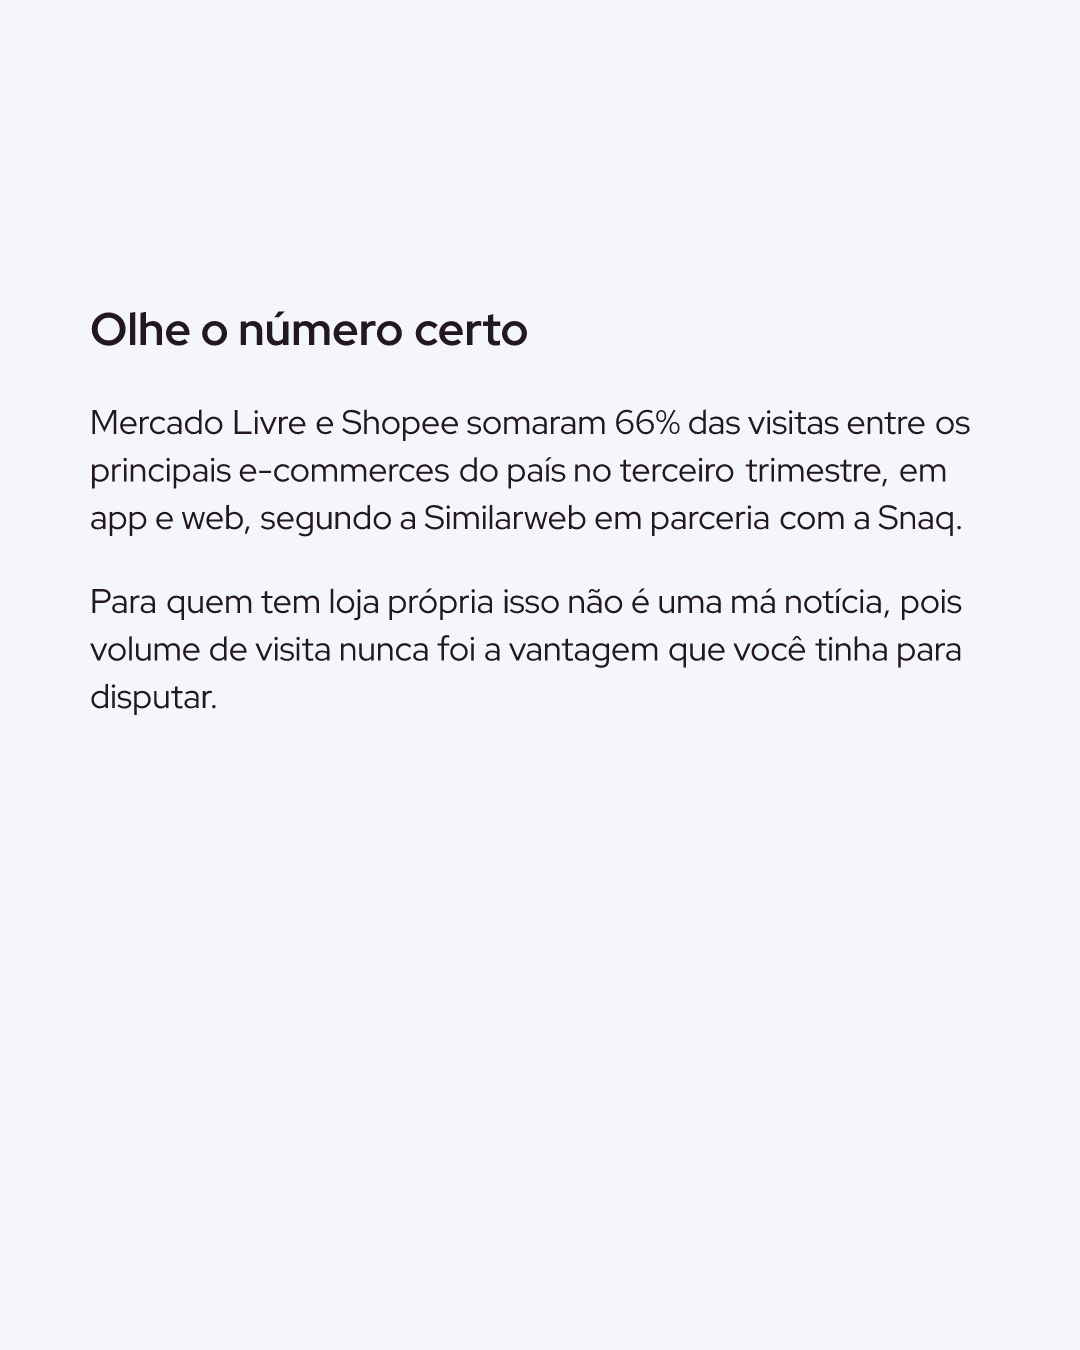 Olhe o número certo
Mercado Livre e Shopee somaram 66% das visitas entre os
principais e-commerces do país no terceiro trimestre, em
app e web, segundo a Similarweb em parceria com a Snaq.
Para quem tem loja própria isso não é uma má notícia, pois
volume de visita nunca foi a vantagem que você tinha para
disputar.